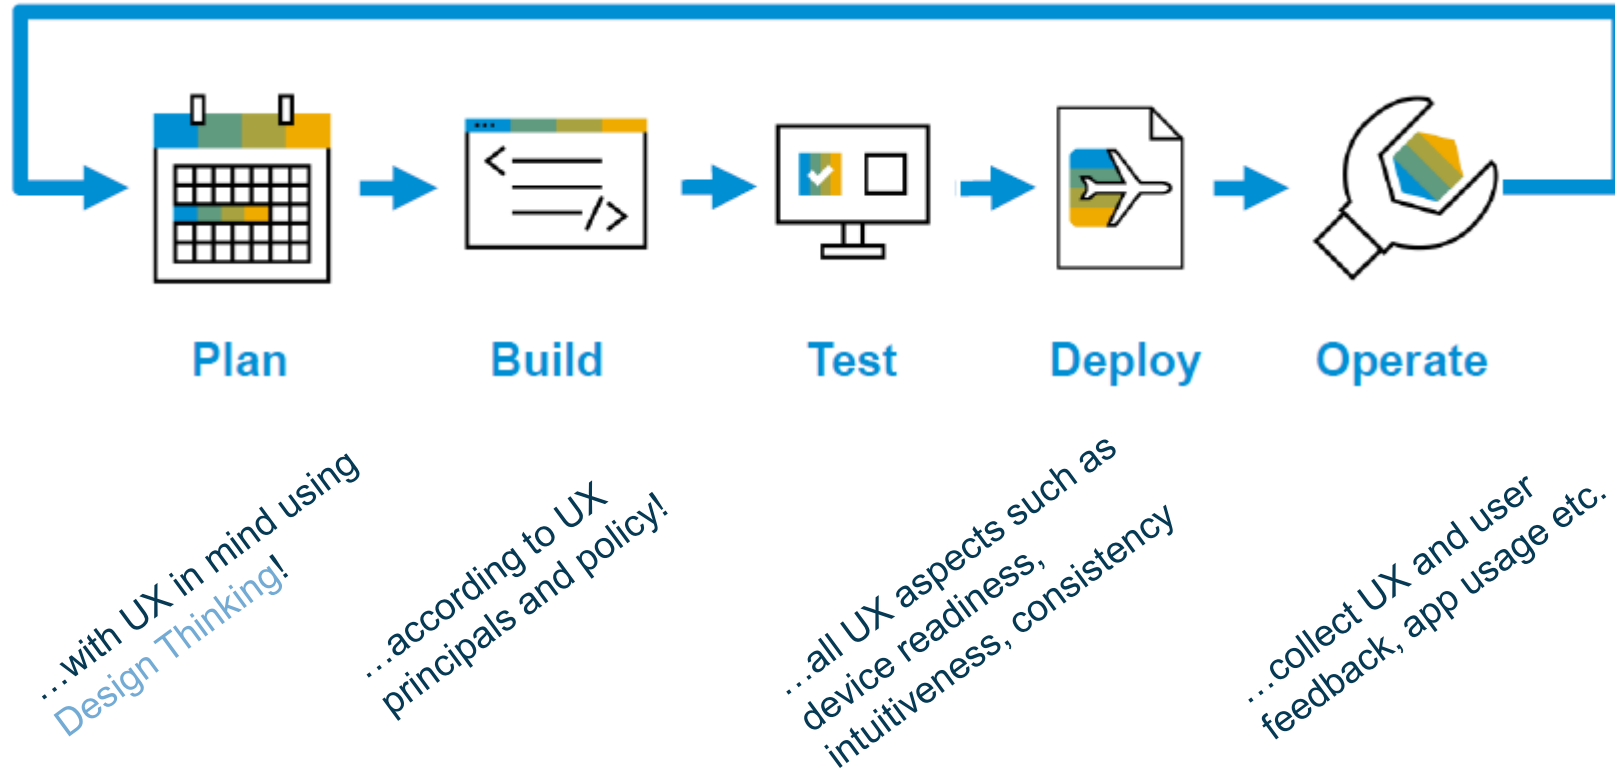 Plan
Build
Test
Deploy
Operate
…with UX in mind using
Design Thinking!
…according to UX
principals and policy!
…all UX aspects such as
device readiness,
intuitiveness, consistency
…collect UX and user
feedback, app usage etc.